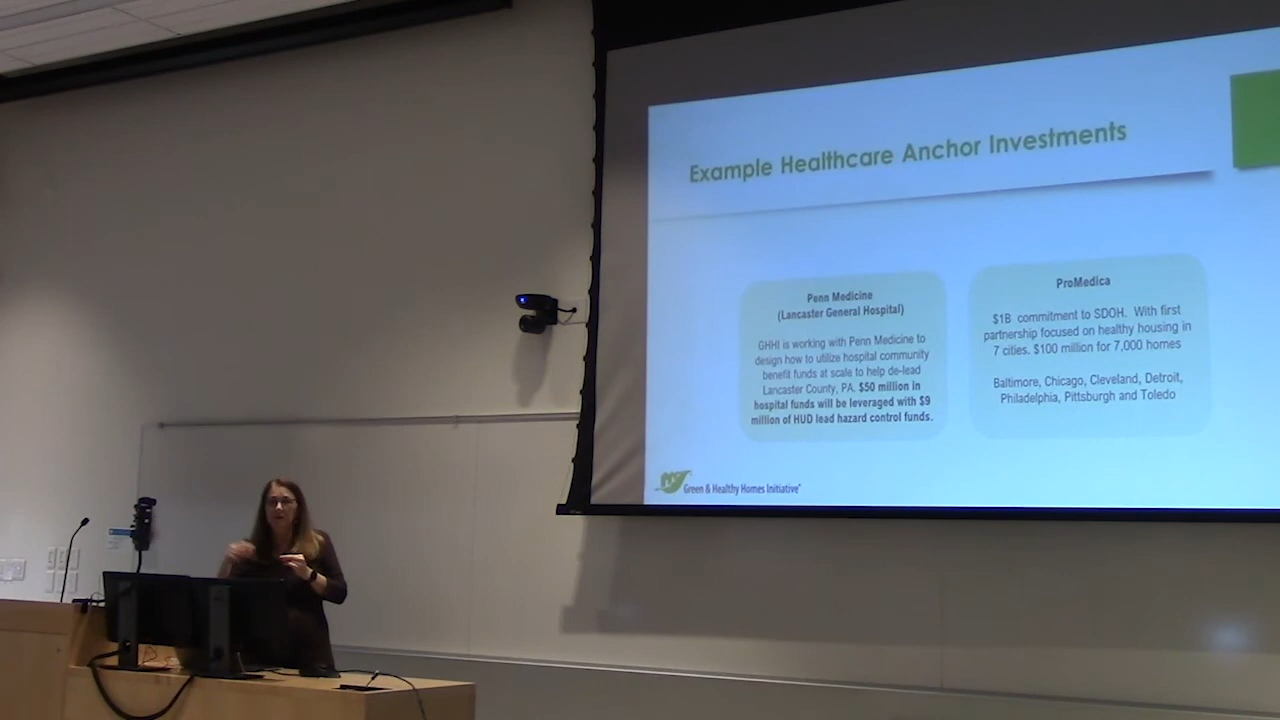 Example Healthcare Anchor Investments
Penn Medicine
(Lancaster General Hospital)
GHHI is working with Penn Medicine to
design how to utilize hospital community
benefit funds at scale to help de-lead
Lancaster County, PA. $50 million in
hospital funds will be leveraged with $9
million of HUD lead hazard control funds.
ProMedica
$1B commitment to SDOH. With first
partnership focused on healthy housing in
7 cities. $100 million for 7,000 homes
Baltimore, Chicago, Cleveland, Detroit,
Philadelphia, Pittsburgh and Toledo
Green & Healthy Homes Initiative